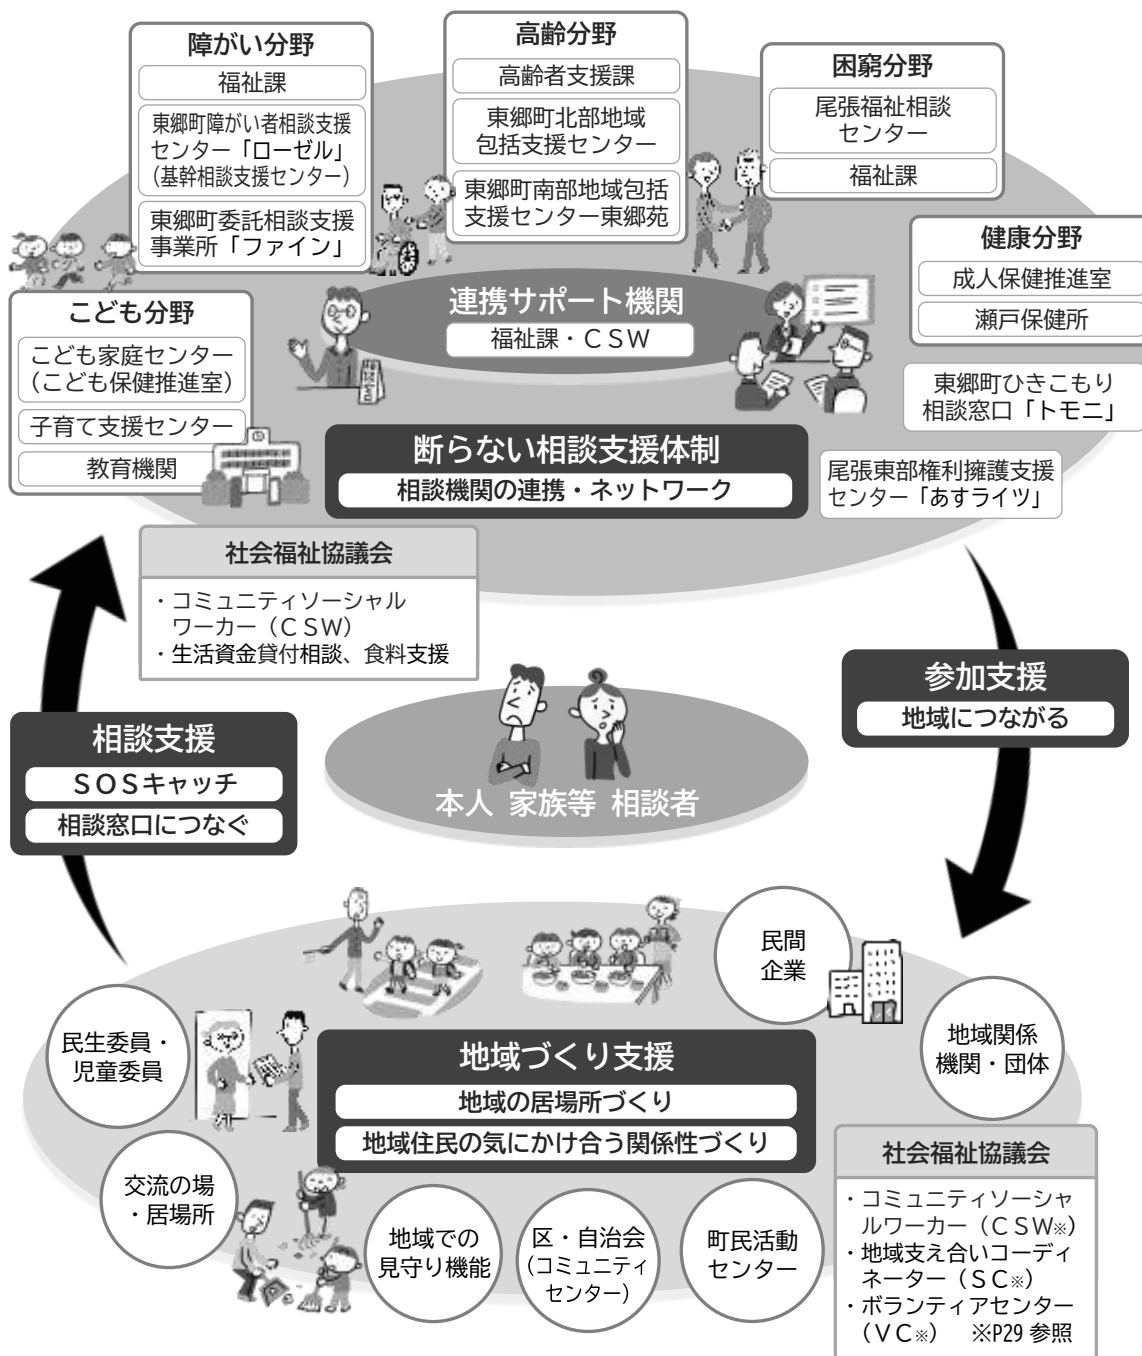 障がい分野
福祉課
東郷町障がい者相談支援
センター「ローゼル」
（基幹相談支援センター）
東郷町委託相談支援
事業所「ファイン」
高齢分野
高齢者支援課
東郷町北部地域
包括支援センター
東郷町南部地域包括
支援センター東郷苑
困窮分野
尾張福祉相談
センター
福祉課
健康分野
成人保健推進室
瀬戸保健所
こども分野
こども家庭センター
（こども保健推進室）
子育て支援センター
教育機関
連携サポート機関
福祉課・ＣＳＷ
東郷町ひきこもり
相談窓口「トモニ」
尾張東部権利擁護支援
センター「あすライツ」
断らない相談支援体制
相談機関の連携・ネットワーク
社会福祉協議会
・コミュニティソーシャル
ワーカー（ＣＳＷ）
・生活資金貸付相談、食料支援
参加支援
地域につながる
相談支援
ＳＯＳキャッチ
相談窓口につなぐ
本人 家族等 相談者
民間
企業
民生委員・
児童委員
地域関係
機関・団体
地域づくり支援
地域の居場所づくり
地域住民の気にかけ合う関係性づくり
交流の場
・居場所
地域での
見守り機能
区・自治会
（コミュニティ
センター）
町民活動
センター
社会福祉協議会
・コミュニティソーシャ
ルワーカー（ＣＳＷ※）
・地域支え合いコーディ
ネーター（ＳＣ※）
・ボランティアセンター
（ＶＣ※）　※P29 参照